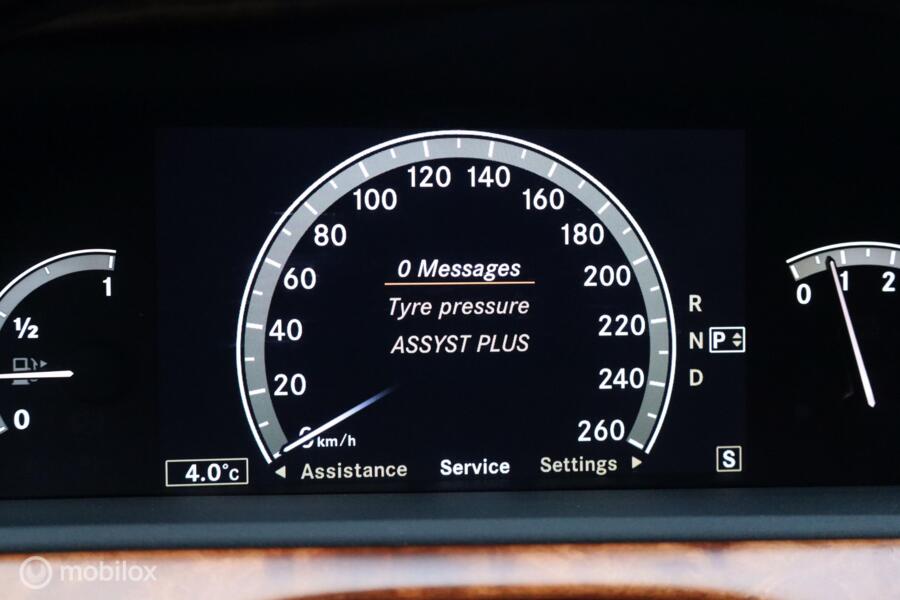 120 140
100 160
80 180
60 200
40 220
20 240
0 km/h 260
0 Messages
Tyre pressure
ASSYST PLUS
1
½
0
0 1 2
R
N P
D
4.0°C
Assistance Service Settings
S
mobilox